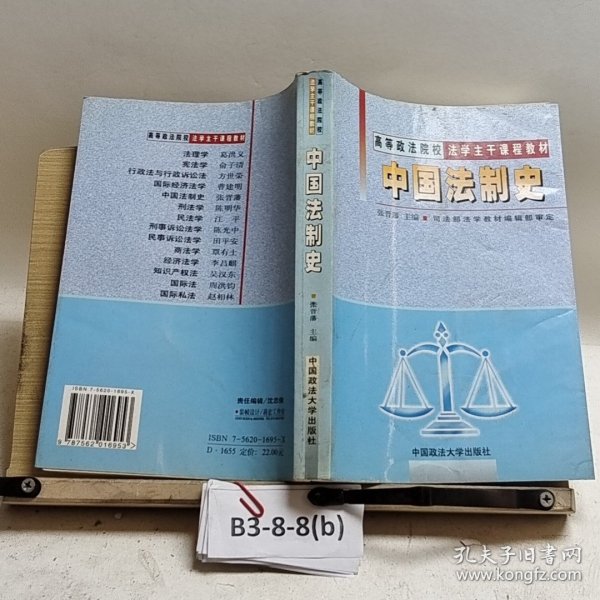 高等政法院校 法学主干课程教材
中国法制史
张晋藩 主编 ■ 司法部法学教材编辑部审定
中国政法大学出版社
高等政法院校
法学主干课程教材
中国法制史
■ 张晋藩 主编
中国政法大学出版社
高等政法院校 法学主干课程教材
法理学 葛洪义
宪法学 俞子清
行政法与行政诉讼法 方世荣
国际经济法学 曹建明
中国法制史 张晋藩
刑法学 陈明华
民法学 江平
刑事诉讼法学 陈光中
民事诉讼法学 田平安
商法学 覃有土
经济法学 李昌麒
知识产权法 吴汉东
国际法 周洪钧
国际私法 赵相林
ISBN 7-5620-1695-X
9 787562 016953
责任编辑/沈忠俊
ISBN 7-5620-1695-X
D·1655 定价: 22.00元
B3-8-8(b)
孔夫子旧书网
www.kongfz.com